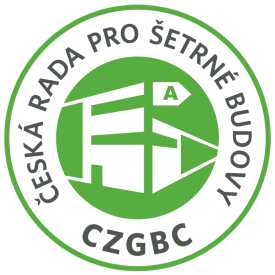 ČESKÁ RADA PRO ŠETRNÉ BUDOVY
A
CZGBC